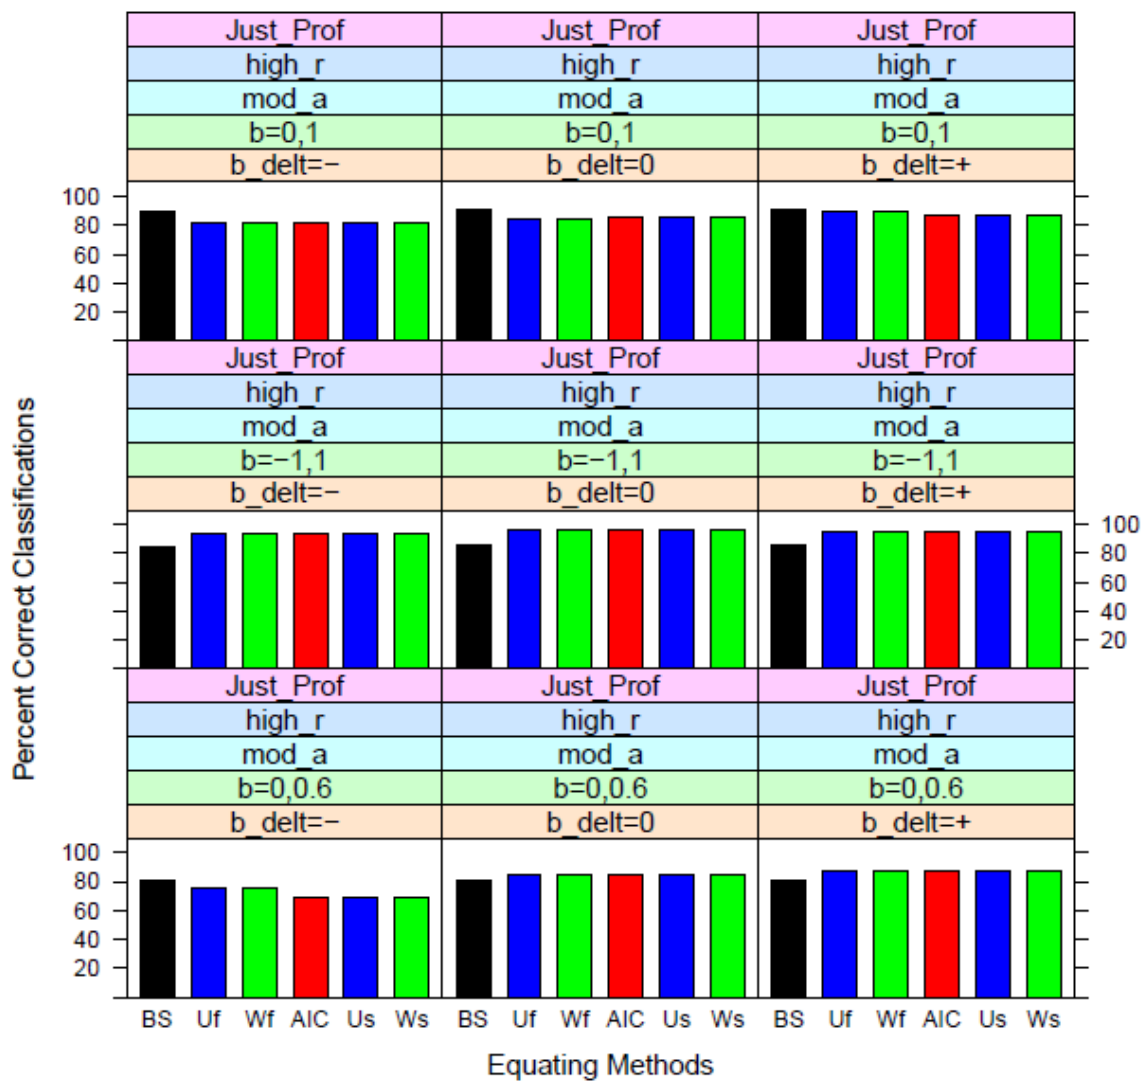 Just_Prof Just_Prof Just_Prof
high_r high_r high_r
mod_a mod_a mod_a
b=0,1 b=0,1 b=0,1
b_delt=− b_delt=0 b_delt=+
100
80
60
40
20
Just_Prof Just_Prof Just_Prof
high_r high_r high_r
mod_a mod_a mod_a
b=−1,1 b=−1,1 b=−1,1
b_delt=− b_delt=0 b_delt=+
100
80
60
40
20
Percent Correct Classifications
Just_Prof Just_Prof Just_Prof
high_r high_r high_r
mod_a mod_a mod_a
b=0,0.6 b=0,0.6 b=0,0.6
b_delt=− b_delt=0 b_delt=+
100
80
60
40
20
BS Uf Wf AIC Us Ws BS Uf Wf AIC Us Ws BS Uf Wf AIC Us Ws
Equating Methods